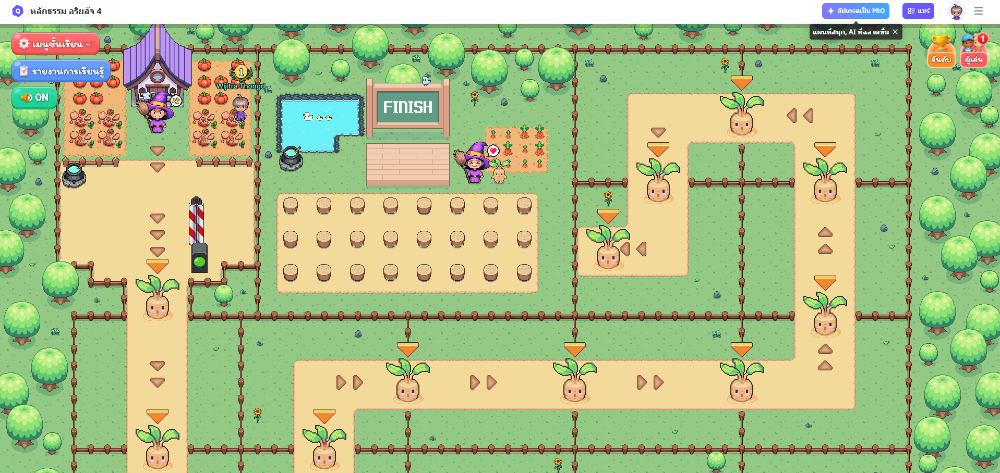 หลักธรรม อริยสัจ 4
อัปเกรดเป็น PRO
แชร์
แผนที่สนุก, AI ที่ฉลาดขึ้น
เมนูชั้นเรียน
รายงานการเรียนรู้
ON
1
Wijitra Thongd
FINISH
1
อันดับ
ผู้เล่น